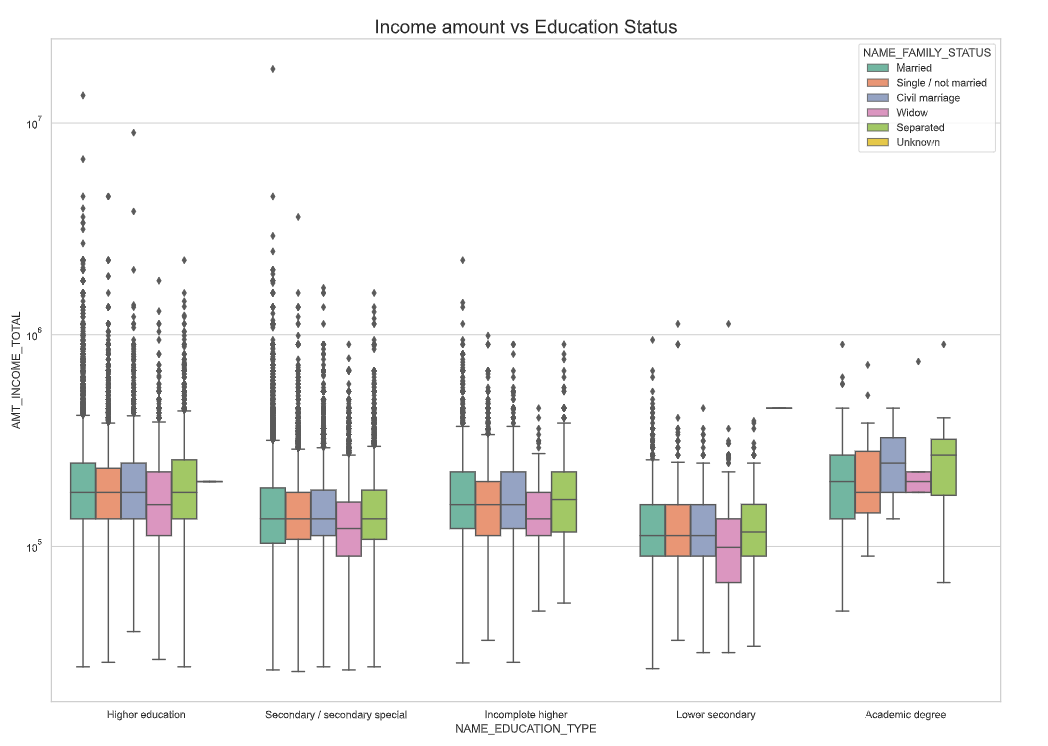 Income amount vs Education Status
NAME_FAMILY_STATUS
Married
Single / not married
Civil marriage
Widow
Separated
Unknown
AMT_INCOME_TOTAL
10^7
10^6
10^5
Higher education
Secondary / secondary special
Incomplete higher
Lower secondary
Academic degree
NAME_EDUCATION_TYPE